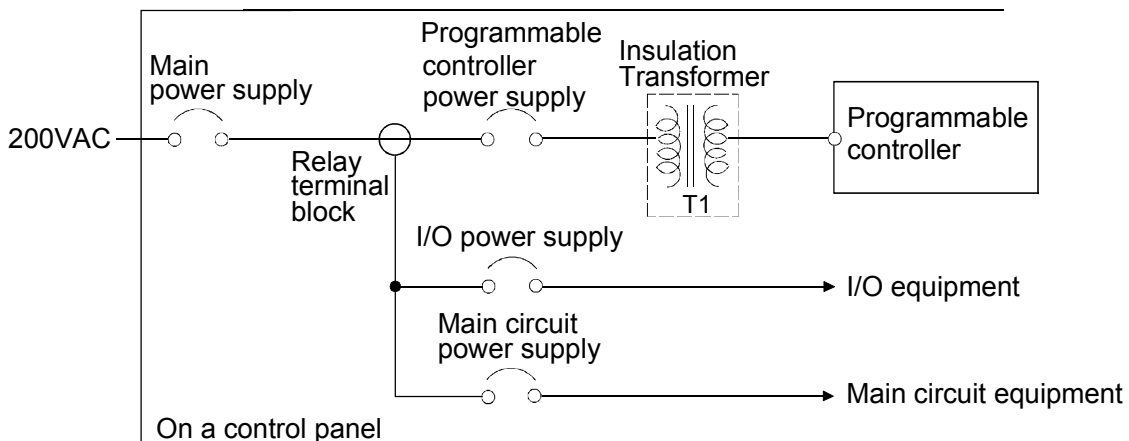 Main
power supply
200VAC
Relay
terminal
block
Programmable
controller
power supply
Insulation
Transformer
T1
Programmable
controller
I/O power supply
I/O equipment
Main circuit
power supply
Main circuit equipment
On a control panel